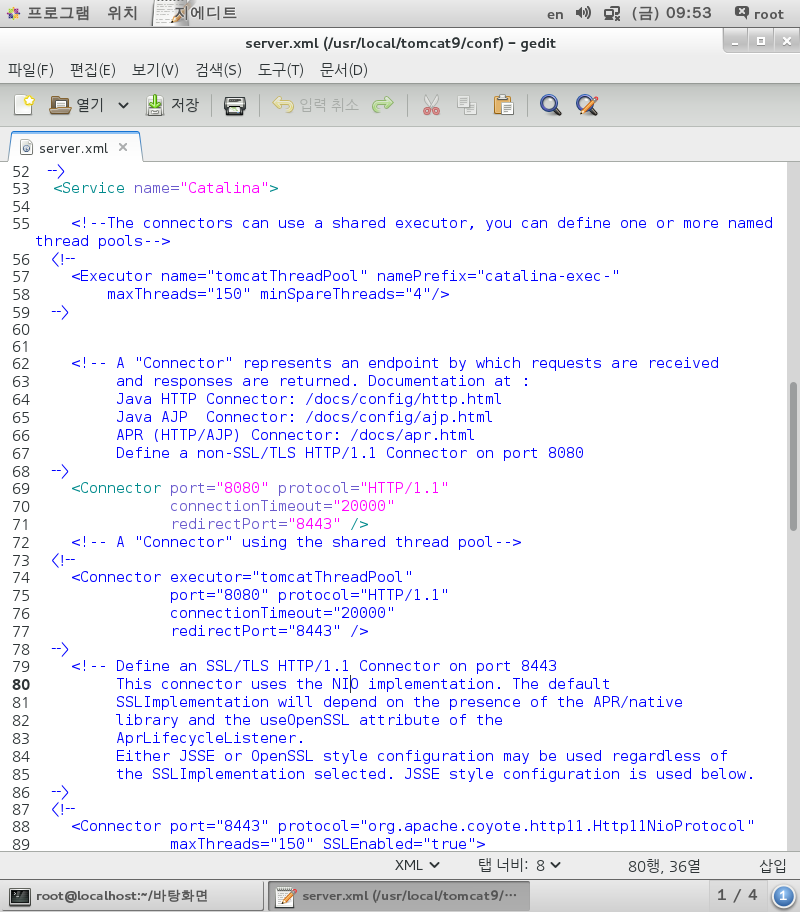 프로그램 위치 지에디트 en (금) 09:53 root
server.xml (/usr/local/tomcat9/conf) - gedit
파일(F) 편집(E) 보기(V) 검색(S) 도구(T) 문서(D)
열기 저장 입력 취소
server.xml
52 -->
53 <Service name="Catalina">
54
55 <!--The connectors can use a shared executor, you can define one or more named
thread pools-->
56 <!--
57 <Executor name="tomcatThreadPool" namePrefix="catalina-exec-"
58 maxThreads="150" minSpareThreads="4"/>
59 -->
60
61
62 <!-- A "Connector" represents an endpoint by which requests are received
63 and responses are returned. Documentation at :
64 Java HTTP Connector: /docs/config/http.html
65 Java AJP  Connector: /docs/config/ajp.html
66 APR (HTTP/AJP) Connector: /docs/apr.html
67 Define a non-SSL/TLS HTTP/1.1 Connector on port 8080
68 -->
69 <Connector port="8080" protocol="HTTP/1.1"
70 connectionTimeout="20000"
71 redirectPort="8443" />
72 <!-- A "Connector" using the shared thread pool-->
73 <!--
74 <Connector executor="tomcatThreadPool"
75 port="8080" protocol="HTTP/1.1"
76 connectionTimeout="20000"
77 redirectPort="8443" />
78 -->
79 <!-- Define an SSL/TLS HTTP/1.1 Connector on port 8443
80 This connector uses the NIO implementation. The default
81 SSLImplementation will depend on the presence of the APR/native
82 library and the useOpenSSL attribute of the
83 AprLifecycleListener.
84 Either JSSE or OpenSSL style configuration may be used regardless of
85 the SSLImplementation selected. JSSE style configuration is used below.
86 -->
87 <!--
88 <Connector port="8443" protocol="org.apache.coyote.http11.Http11NioProtocol"
89 maxThreads="150" SSLEnabled="true">
XML 탭 너비: 8 80행, 36열 삽입
root@localhost:~/바탕화면 server.xml (/usr/local/tomcat9/··· 1 / 4 1